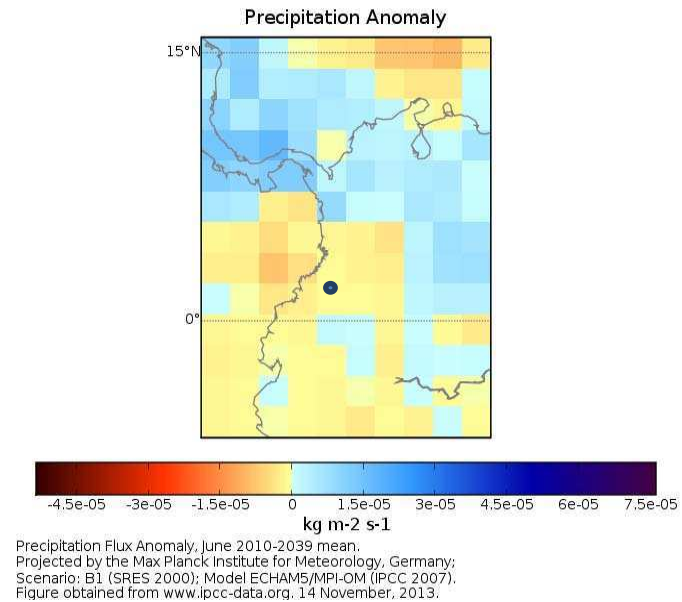 Precipitation Anomaly
15°N
0°
-4.5e-05 -3e-05 -1.5e-05 0 1.5e-05 3e-05 4.5e-05 6e-05 7.5e-05
kg m-2 s-1
Precipitation Flux Anomaly, June 2010-2039 mean.
Projected by the Max Planck Institute for Meteorology, Germany;
Scenario: B1 (SRES 2000); Model ECHAM5/MPI-OM (IPCC 2007).
Figure obtained from www.ipcc-data.org. 14 November, 2013.